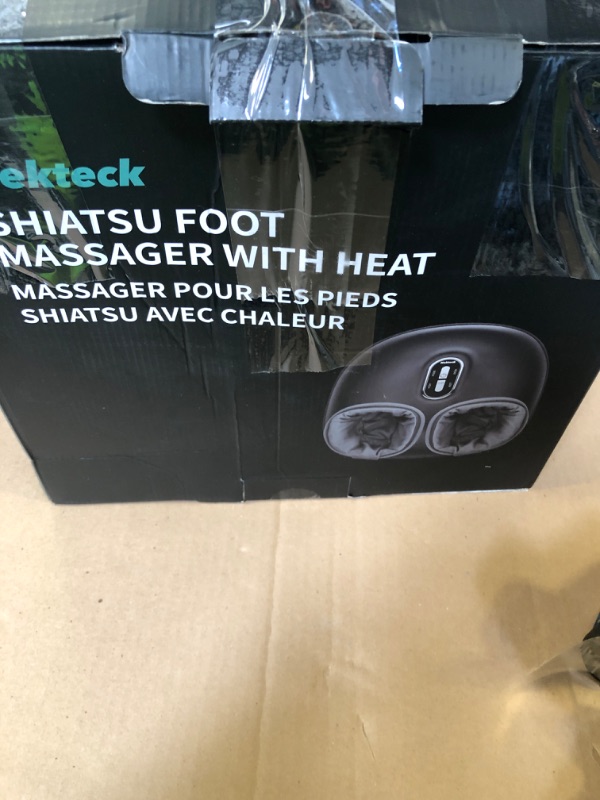 ekteck
SHIATSU FOOT
MASSAGER WITH HEAT
MASSAGER POUR LES PIEDS
SHIATSU AVEC CHALEUR